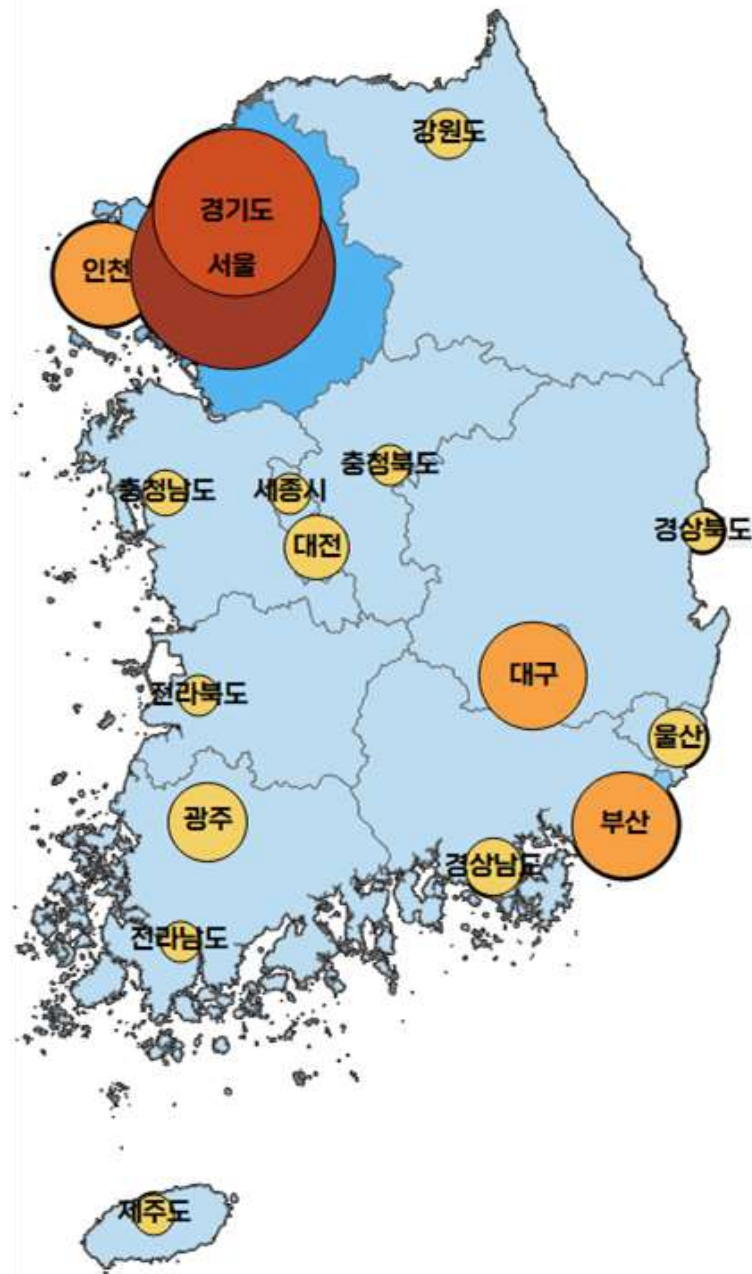 강원도
경기도
서울
인천
충청북도
충청남도
세종시
경상북도
대전
대구
전라북도
울산
광주
부산
경상남도
전라남도
제주도